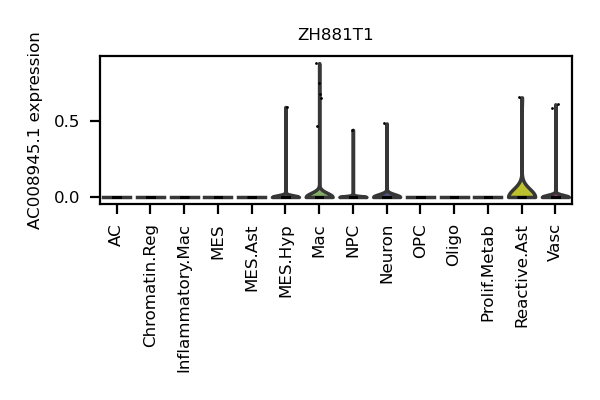 ZH881T1
AC008945.1 expression
0.5
0.0
AC
Chromatin.Reg
Inflammatory.Mac
MES
MES.Ast
MES.Hyp
Mac
NPC
Neuron
OPC
Oligo
Prolif.Metab
Reactive.Ast
Vasc